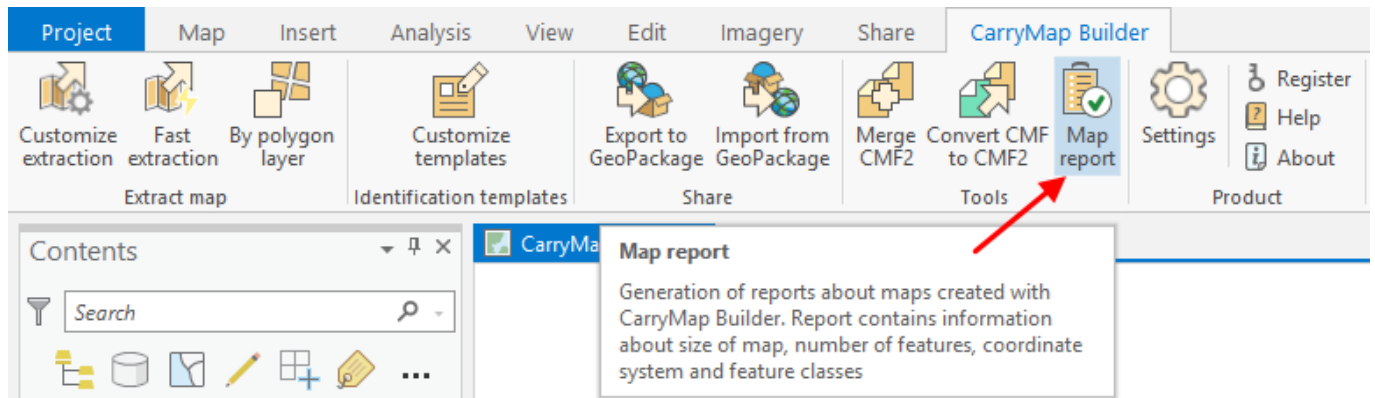 Project Map Insert Analysis View Edit Imagery Share CarryMap Builder
Customize extraction
Fast extraction
By polygon layer
Extract map
Customize templates
Identification templates
Export to GeoPackage
Import from GeoPackage
Share
Merge CMF2
Convert CMF to CMF2
Map report
Tools
Settings
Register
Help
About
Product
Contents
Search
CarryMa
Map report
Generation of reports about maps created with
CarryMap Builder. Report contains information
about size of map, number of features, coordinate
system and feature classes